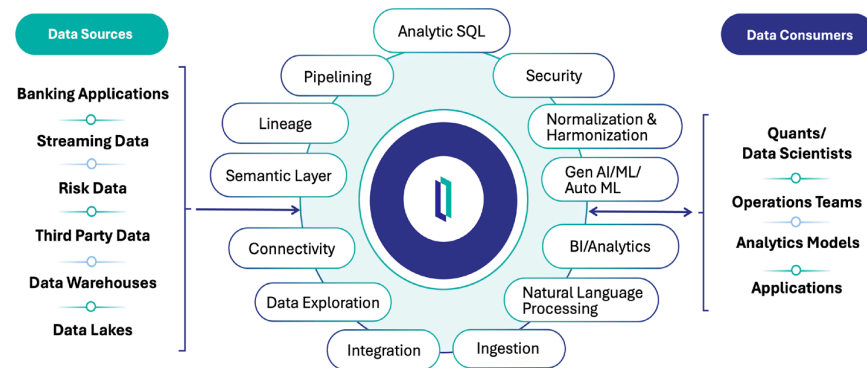 Data Sources
Banking Applications
Streaming Data
Risk Data
Third Party Data
Data Warehouses
Data Lakes
Analytic SQL
Pipelining
Security
Lineage
Normalization &
Harmonization
Semantic Layer
Gen AI/ML/
Auto ML
Connectivity
BI/Analytics
Data Exploration
Natural Language
Processing
Integration
Ingestion
Data Consumers
Quants/
Data Scientists
Operations Teams
Analytics Models
Applications